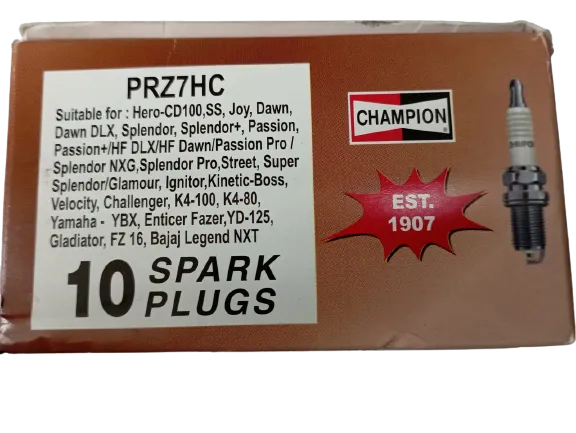 PRZ7HC
Suitable for : Hero-CD100,SS, Joy, Dawn,
Dawn DLX, Splendor, Splendor+, Passion,
Passion+/HF DLX/HF Dawn/Passion Pro /
Splendor NXG,Splendor Pro,Street, Super
Splendor/Glamour, Ignitor,Kinetic-Boss,
Velocity, Challenger, K4-100, K4-80,
Yamaha - YBX, Enticer Fazer,YD-125,
Gladiator, FZ 16, Bajaj Legend NXT
10 SPARK
PLUGS
CHAMPION
EST.
1907